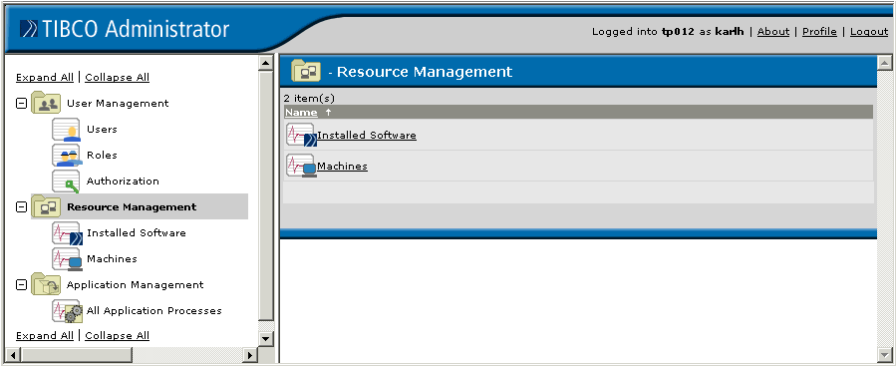 TIBCO Administrator
Logged into tp012 as karlh | About | Profile | Logout
Expand All | Collapse All
User Management
Users
Roles
Authorization
Resource Management
Installed Software
Machines
Application Management
All Application Processes
Expand All | Collapse All
- Resource Management
2 item(s)
Name ↑
Installed Software
Machines